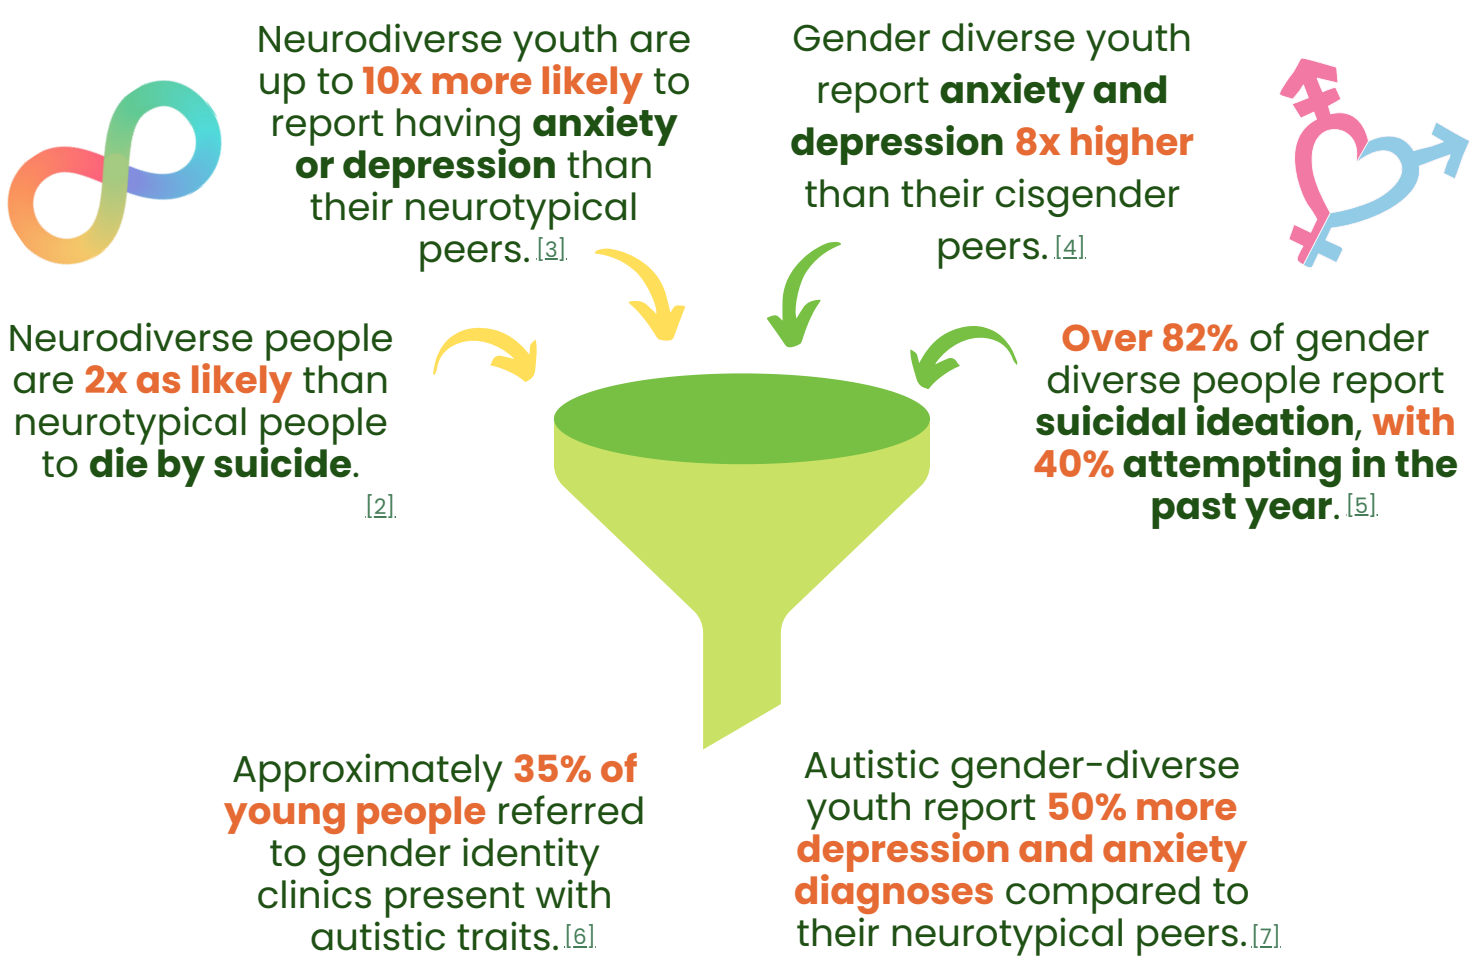 Neurodiverse youth are
up to 10x more likely to
report having anxiety
or depression than
their neurotypical
peers. [3]
Gender diverse youth
report anxiety and
depression 8x higher
than their cisgender
peers. [4]
Neurodiverse people
are 2x as likely than
neurotypical people
to die by suicide.
[2]
Over 82% of gender
diverse people report
suicidal ideation, with
40% attempting in the
past year. [5]
Approximately 35% of
young people referred
to gender identity
clinics present with
autistic traits. [6]
Autistic gender-diverse
youth report 50% more
depression and anxiety
diagnoses compared to
their neurotypical peers. [7]